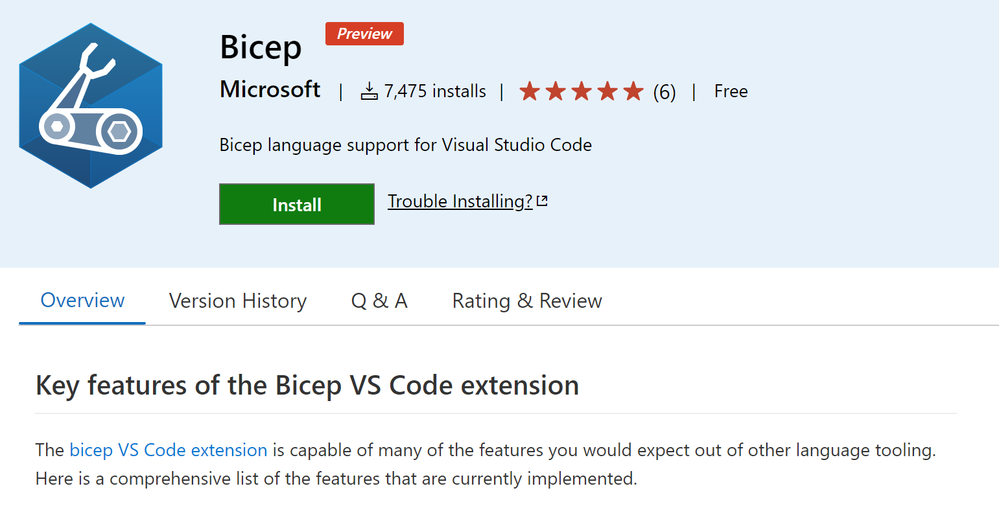 Bicep Preview
Microsoft | 7,475 installs | (6) | Free
Bicep language support for Visual Studio Code
Install Trouble Installing?
Overview Version History Q & A Rating & Review
Key features of the Bicep VS Code extension
The bicep VS Code extension is capable of many of the features you would expect out of other language tooling.
Here is a comprehensive list of the features that are currently implemented.